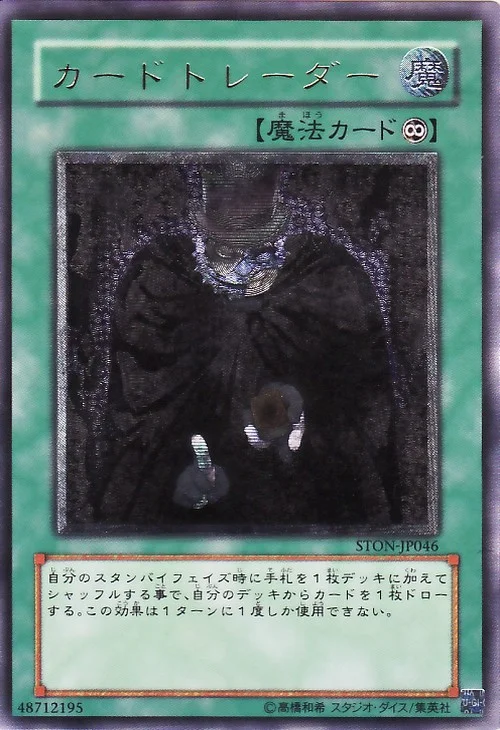 カードトレーダー 魔
【魔法カード♾】
STON-JP046
自分のスタンバイフェイズ時に手札を1枚デッキに加えて
シャッフルする事で、自分のデッキからカードを1枚ドロー
する。この効果は1ターンに1度しか使用できない。
48712195 ©高橋和希 スタジオ・ダイス/集英社